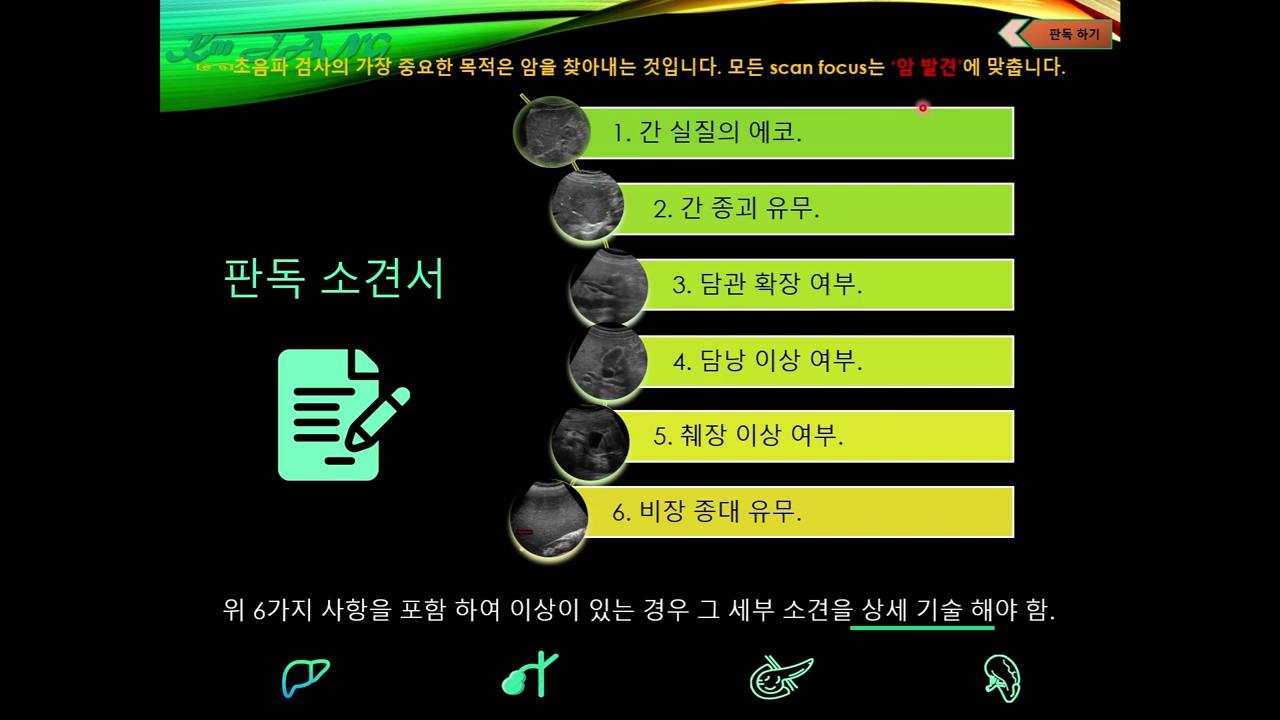 판독 하기
Km JANG
초음파 검사의 가장 중요한 목적은 암을 찾아내는 것입니다. 모든 scan focus는 ‘암 발견’에 맞춥니다.
1. 간 실질의 에코.
2. 간 종괴 유무.
3. 담관 확장 여부.
판독 소견서
4. 담낭 이상 여부.
5. 췌장 이상 여부.
6. 비장 종대 유무.
위 6가지 사항을 포함 하여 이상이 있는 경우 그 세부 소견을 상세 기술 해야 함.